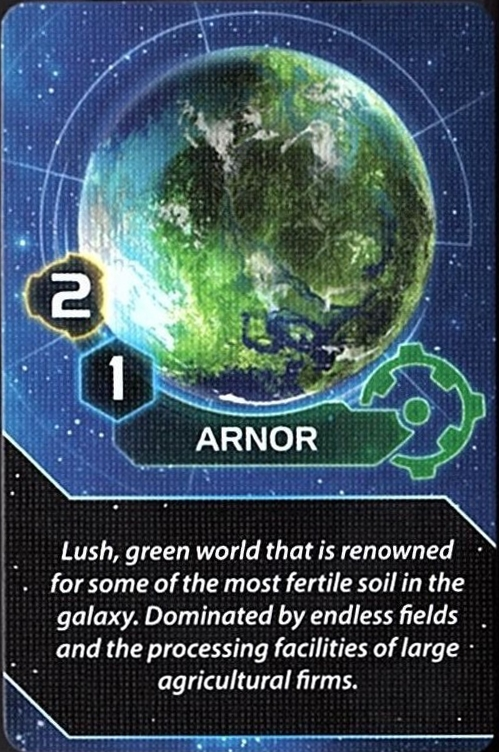 2
1
ARNOR
Lush, green world that is renowned
for some of the most fertile soil in the
galaxy. Dominated by endless fields
and the processing facilities of large
agricultural firms.